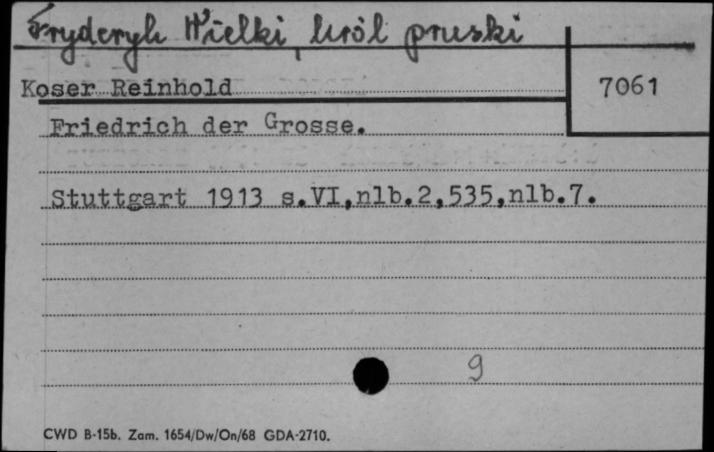 Fryderyk Wielki, król pruski
Koser Reinhold
7061
Friedrich der Grosse.
Stuttgart 1913 s.VI,nlb.2,535,nlb.7.
9
CWD B-15b. Zam. 1654/Dw/On/68 GDA-2710.